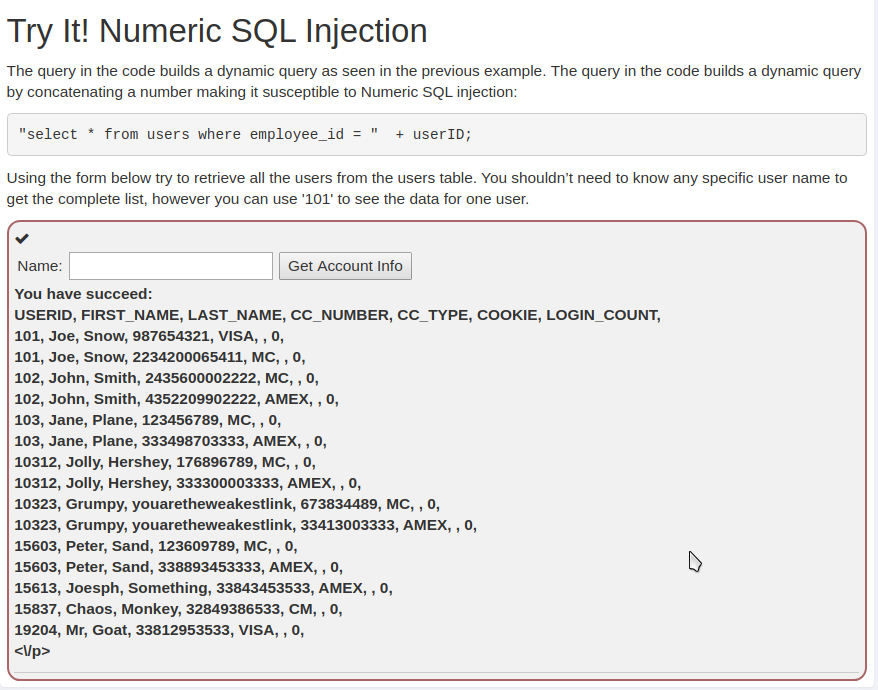 Try It! Numeric SQL Injection
The query in the code builds a dynamic query as seen in the previous example. The query in the code builds a dynamic query
by concatenating a number making it susceptible to Numeric SQL injection:
"select * from users where employee_id = "  + userID;
Using the form below try to retrieve all the users from the users table. You shouldn’t need to know any specific user name to
get the complete list, however you can use '101' to see the data for one user.
Name: Get Account Info
You have succeed:
USERID, FIRST_NAME, LAST_NAME, CC_NUMBER, CC_TYPE, COOKIE, LOGIN_COUNT,
101, Joe, Snow, 987654321, VISA, , 0,
101, Joe, Snow, 2234200065411, MC, , 0,
102, John, Smith, 2435600002222, MC, , 0,
102, John, Smith, 4352209902222, AMEX, , 0,
103, Jane, Plane, 123456789, MC, , 0,
103, Jane, Plane, 333498703333, AMEX, , 0,
10312, Jolly, Hershey, 176896789, MC, , 0,
10312, Jolly, Hershey, 333300003333, AMEX, , 0,
10323, Grumpy, youaretheweakestlink, 673834489, MC, , 0,
10323, Grumpy, youaretheweakestlink, 33413003333, AMEX, , 0,
15603, Peter, Sand, 123609789, MC, , 0,
15603, Peter, Sand, 338893453333, AMEX, , 0,
15613, Joesph, Something, 33843453533, AMEX, , 0,
15837, Chaos, Monkey, 32849386533, CM, , 0,
19204, Mr, Goat, 33812953533, VISA, , 0,
<\/p>